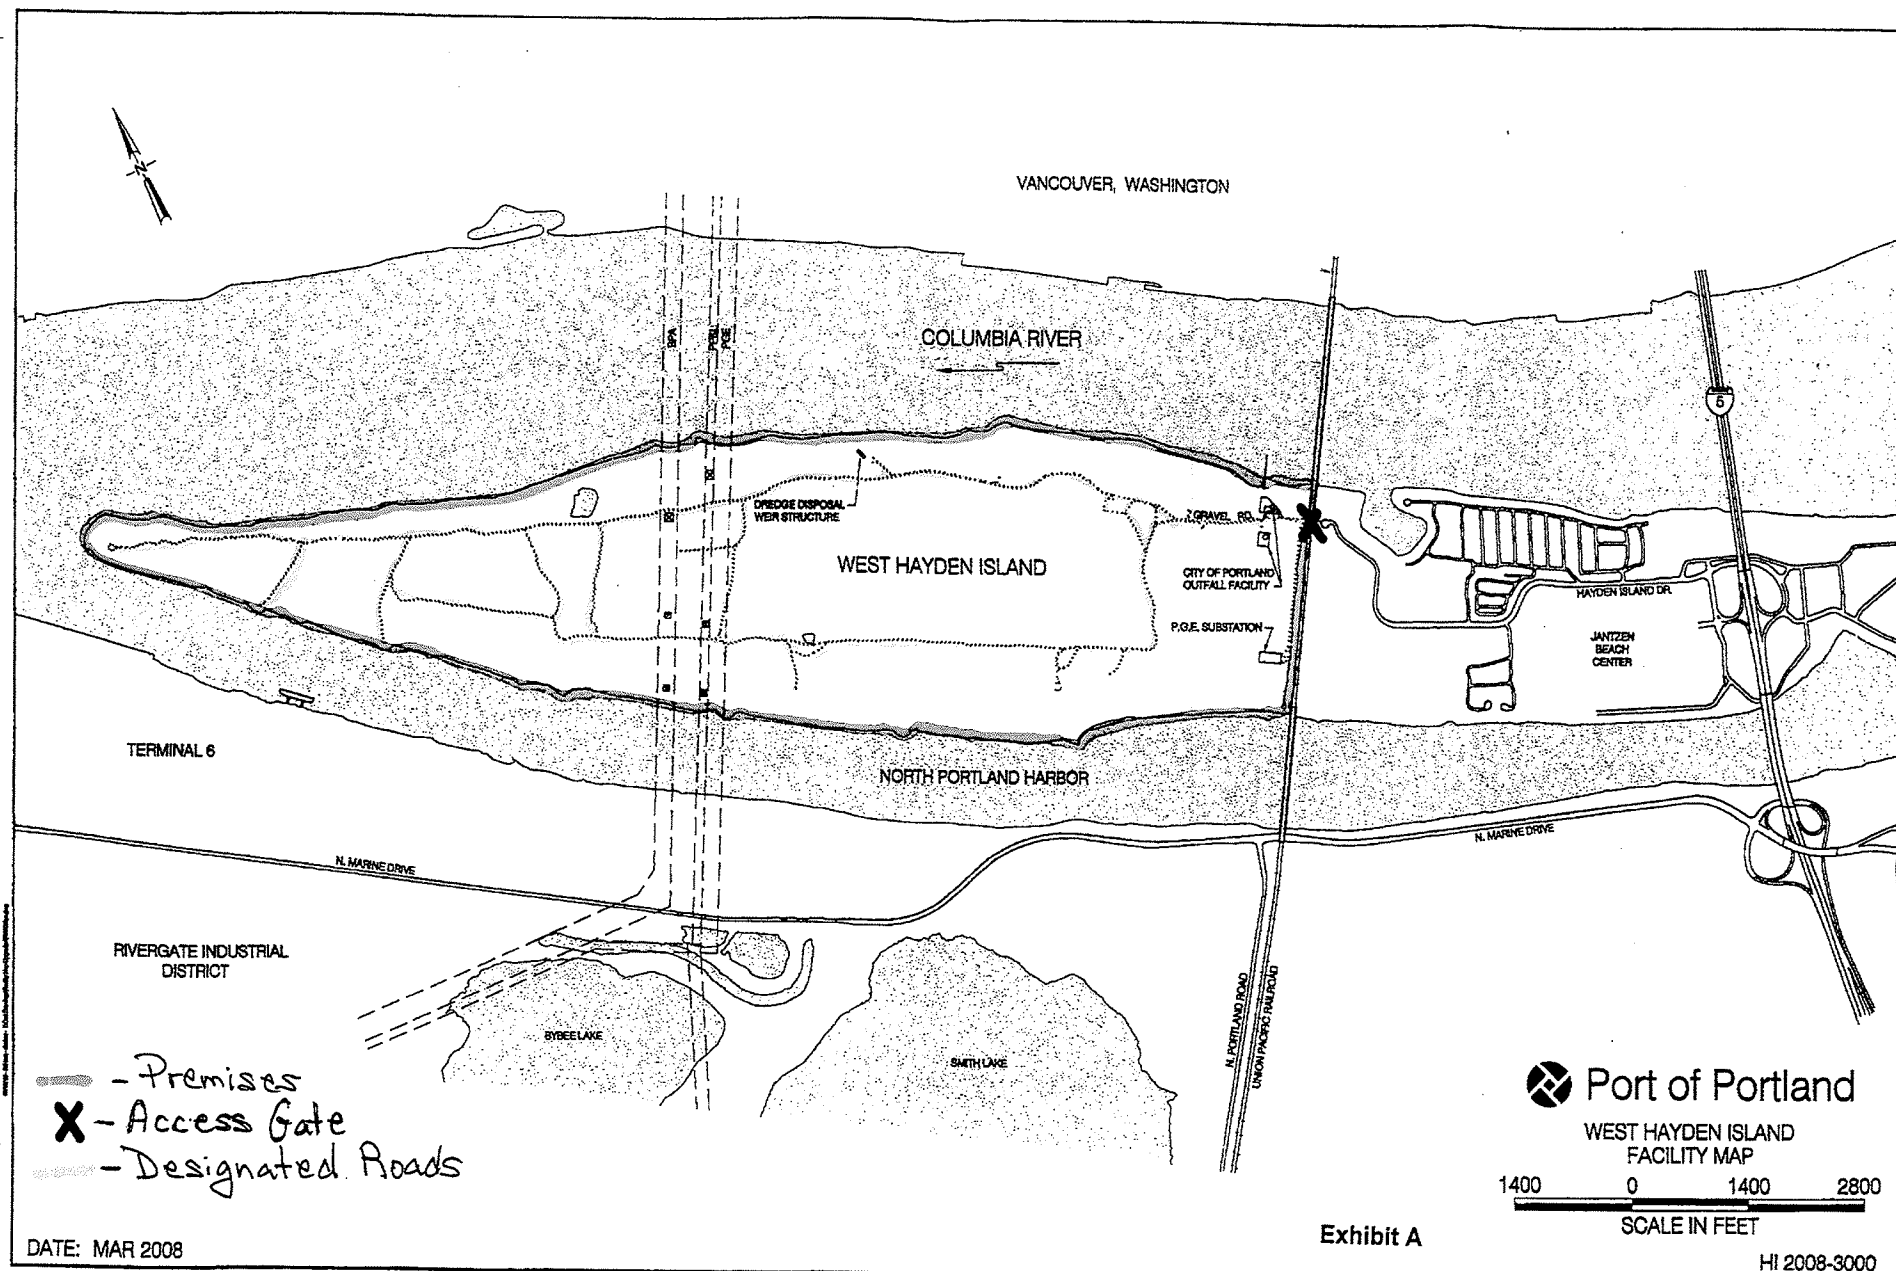 VANCOUVER, WASHINGTON
N
BPA
PGE
PGE
COLUMBIA RIVER
5
DREDGE DISPOSAL
WEIR STRUCTURE
? GRAVEL RD.
WEST HAYDEN ISLAND
CITY OF PORTLAND
OUTFALL FACILITY
HAYDEN ISLAND DR.
P.G.E. SUBSTATION
JANTZEN
BEACH
CENTER
TERMINAL 6
NORTH PORTLAND HARBOR
N. MARINE DRIVE
N. MARINE DRIVE
RIVERGATE INDUSTRIAL
DISTRICT
BYBEE LAKE
SMITH LAKE
N. PORTLAND ROAD
UNION PACIFIC RAILROAD
- Premises
X - Access Gate
- Designated Roads
Port of Portland
WEST HAYDEN ISLAND
FACILITY MAP
1400 0 1400 2800
SCALE IN FEET
Exhibit A
DATE: MAR 2008
HI 2008-3000